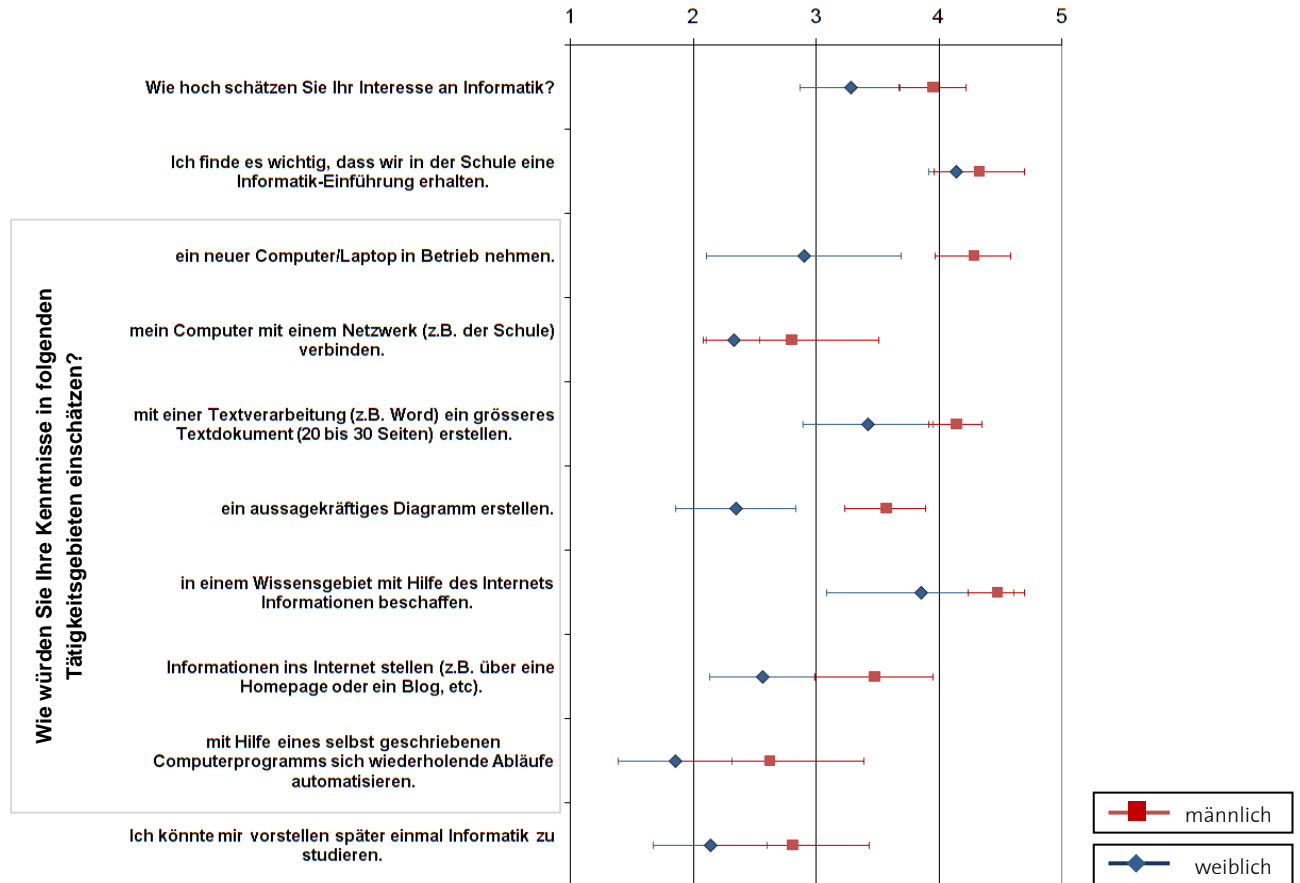 1 2 3 4 5
Wie hoch schätzen Sie Ihr Interesse an Informatik?
Ich finde es wichtig, dass wir in der Schule eine
Informatik-Einführung erhalten.
Wie würden Sie Ihre Kenntnisse in folgenden
Tätigkeitsgebieten einschätzen?
ein neuer Computer/Laptop in Betrieb nehmen.
mein Computer mit einem Netzwerk (z.B. der Schule)
verbinden.
mit einer Textverarbeitung (z.B. Word) ein grösseres
Textdokument (20 bis 30 Seiten) erstellen.
ein aussagekräftiges Diagramm erstellen.
in einem Wissensgebiet mit Hilfe des Internets
Informationen beschaffen.
Informationen ins Internet stellen (z.B. über eine
Homepage oder ein Blog, etc).
mit Hilfe eines selbst geschriebenen
Computerprogramms sich wiederholende Abläufe
automatisieren.
Ich könnte mir vorstellen später einmal Informatik zu
studieren.
männlich
weiblich